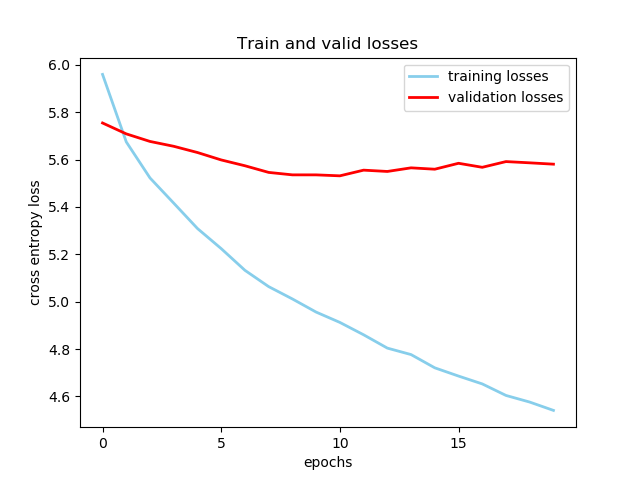 Train and valid losses
training losses
validation losses
cross entropy loss
6.0
5.8
5.6
5.4
5.2
5.0
4.8
4.6
0 5 10 15
epochs